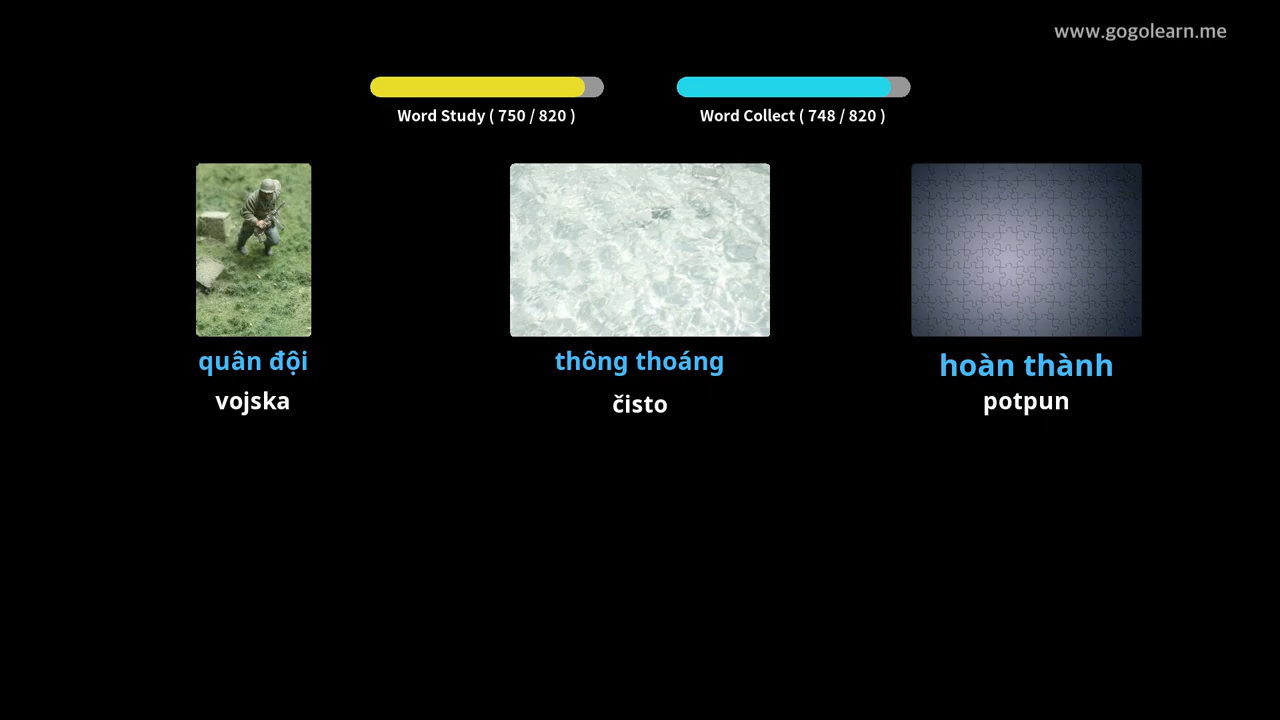 www.gogolearn.me
Word Study ( 750 / 820 )
Word Collect ( 748 / 820 )
quân đội
vojska
thông thoáng
čisto
hoàn thành
potpun